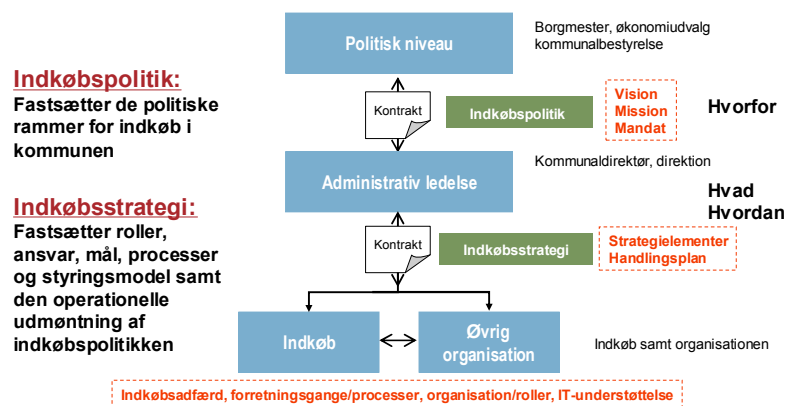 Politisk niveau
Borgmester, økonomiudvalg
kommunalbestyrelse
Indkøbspolitik:
Fastsætter de politiske
rammer for indkøb i
kommunen
Kontrakt
Indkøbspolitik
Vision
Mission
Mandat
Hvorfor
Administrativ ledelse
Kommunaldirektør, direktion
Hvad
Hvordan
Indkøbsstrategi:
Fastsætter roller,
ansvar, mål, processer
og styringsmodel samt
den operationelle
udmøntning af
indkøbspolitikken
Kontrakt
Indkøbsstrategi
Strategielementer
Handlingsplan
Indkøb
Øvrig
organisation
Indkøb samt organisationen
Indkøbsadfærd, forretningsgange/processer, organisation/roller, IT-understøttelse